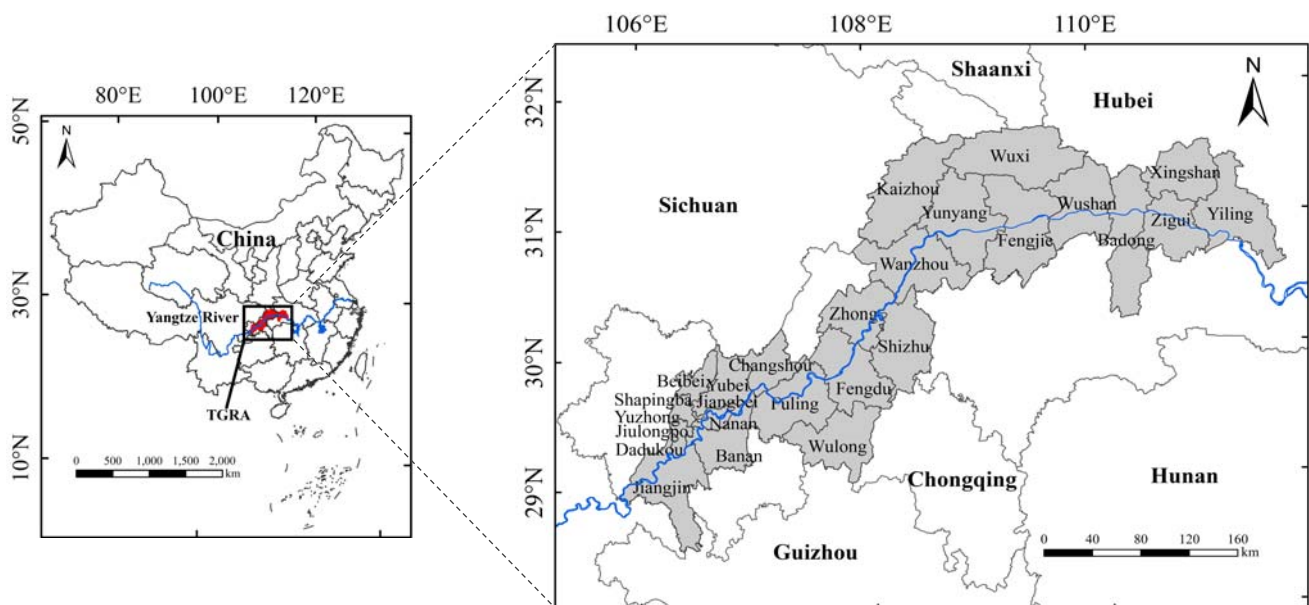 80°E 100°E 120°E
50°N
30°N
10°N
N
China
Yangtze River
TGRA
0 500 1,000 1,500 2,000
km
106°E 108°E 110°E
32°N
31°N
30°N
29°N
N
Shaanxi
Hubei
Sichuan
Wuxi
Xingshan
Kaizhou
Yunyang
Wushan
Zigui
Yiling
Fengjie
Badong
Wanzhou
Zhong
Shizhu
Changshou
Beibei
Yubei
Fengdu
Shapingba
Jiangbei
Fuling
Yuzhong
Nanan
Jiulongpo
Wulong
Dadukou
Banan
Jiangjin
Chongqing
Hunan
Guizhou
0 40 80 120 160
km